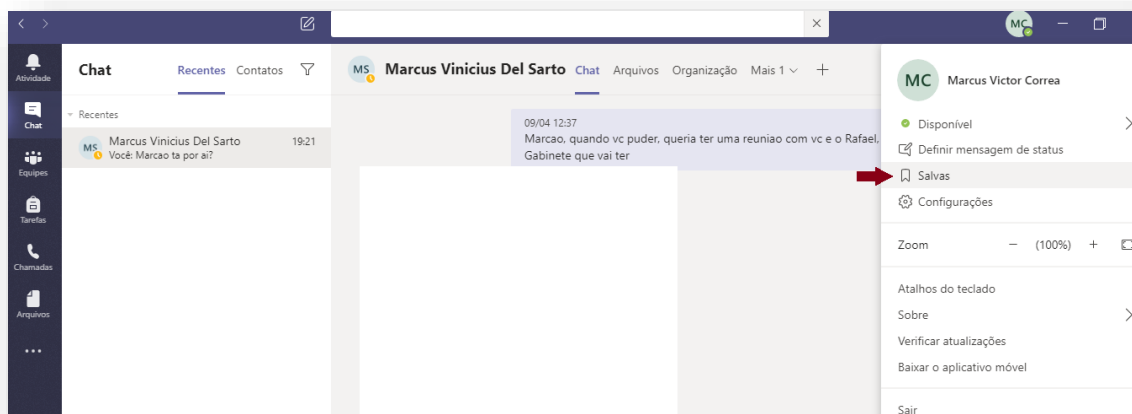 MC
Atividade
Chat
Equipes
Tarefas
Chamadas
Arquivos
Chat Recentes Contatos
Recentes
MS Marcus Vinicius Del Sarto 19:21
Você: Marcao ta por ai?
MS Marcus Vinicius Del Sarto Chat Arquivos Organização Mais 1
09/04 12:37
Marcao, quando vc puder, queria ter uma reuniao com vc e o Rafael,
Gabinete que vai ter
MC Marcus Victor Correa
Disponível
Definir mensagem de status
Salvas
Configurações
Zoom − (100%) +
Atalhos do teclado
Sobre
Verificar atualizações
Baixar o aplicativo móvel
Sair